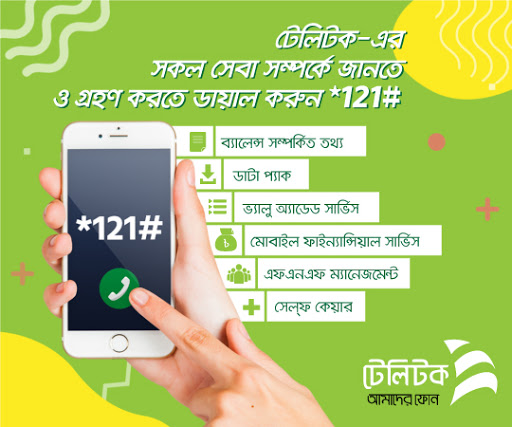 টেলিটক-এর
সকল সেবা সম্পর্কে জানতে
ও গ্রহণ করতে ডায়াল করুন *121#
ব্যালেন্স সম্পর্কিত তথ্য
ডাটা প্যাক
ভ্যালু অ্যাডেড সার্ভিস
মোবাইল ফাইন্যান্সিয়াল সার্ভিস
এফএনএফ ম্যানেজমেন্ট
সেল্ফ কেয়ার
*121#
টেলিটক
আমাদের ফোন